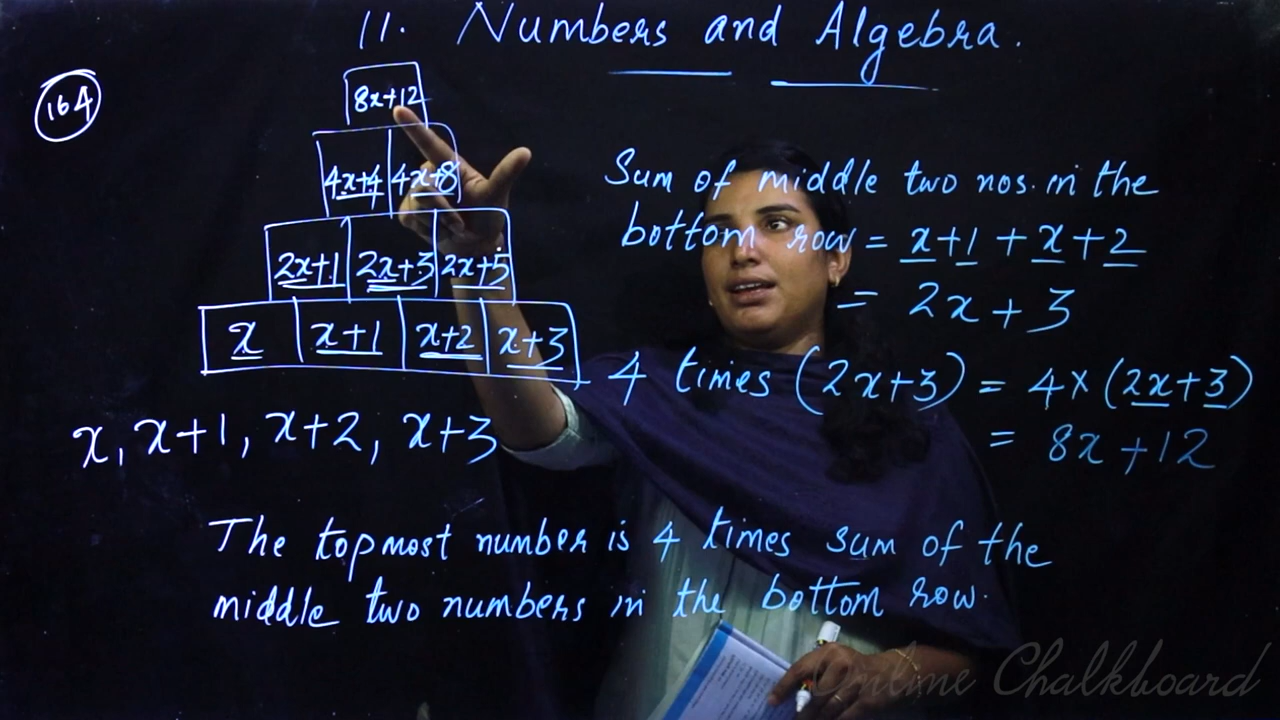 11. Numbers and Algebra.
164
8x+12
4x+4 4x+8
2x+1 2x+3 2x+5
x x+1 x+2 x+3
x, x+1, x+2, x+3
Sum of middle two nos. in the
bottom row = x+1 + x+2
= 2x+3
4 times (2x+3) = 4×(2x+3)
= 8x+12
The topmost number is 4 times sum of the
middle two numbers in the bottom row.
Online Chalkboard